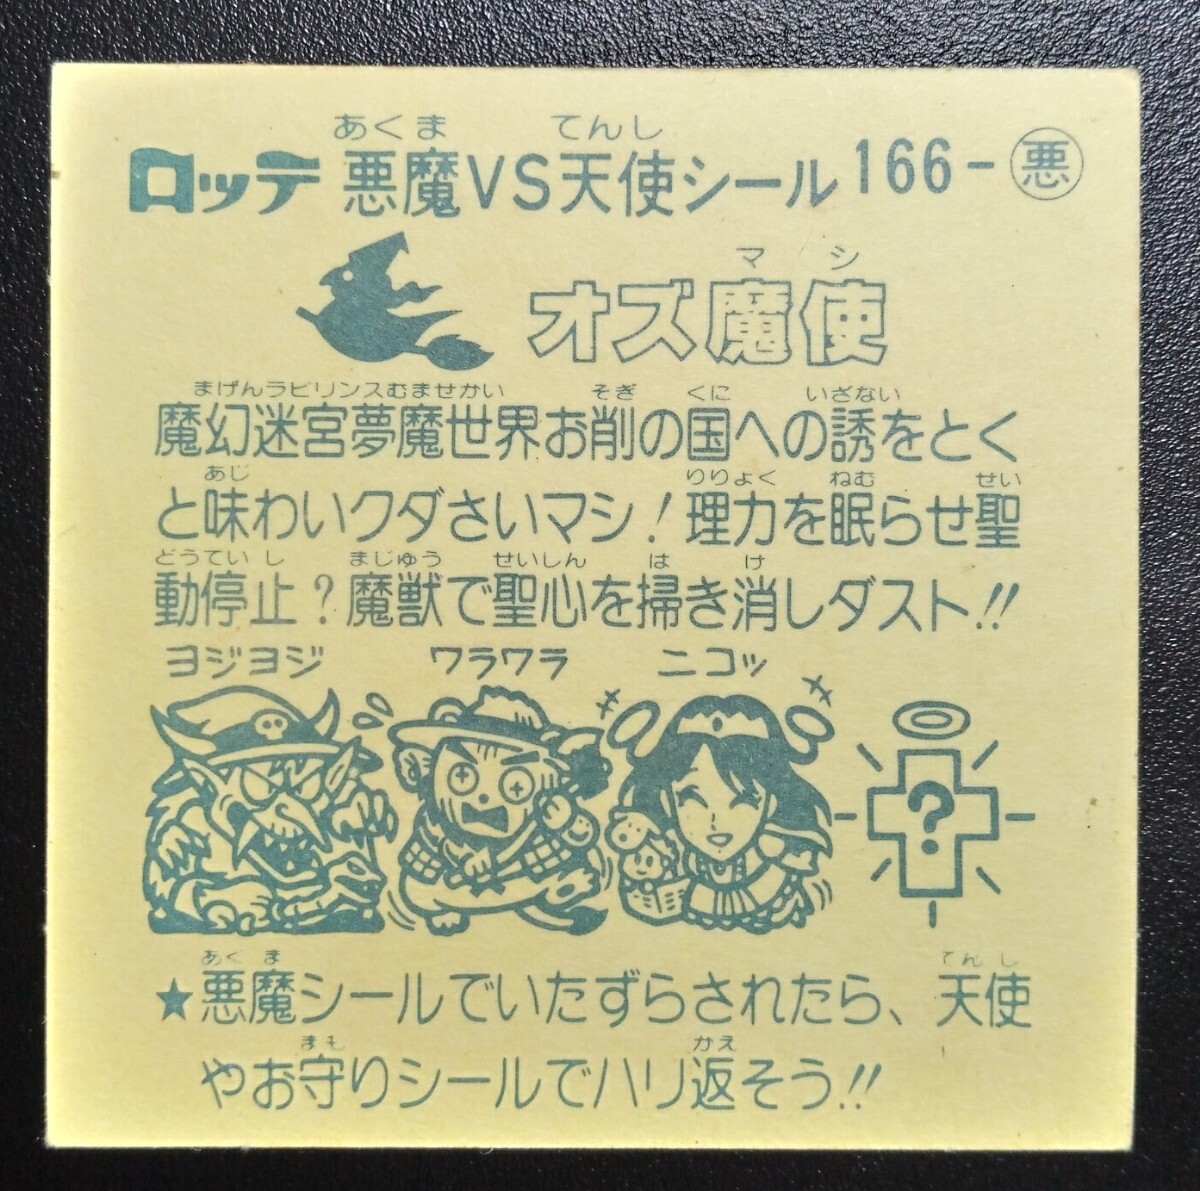 あくま てんし
ロッテ 悪魔VS天使シール 166-悪
マシ
オズ魔使
まげんラビリンスむませかい そぎ くに いざない
魔幻迷宮夢魔世界お削の国への誘をとく
あじ りりょく ねむ せい
と味わいクダさいマシ!理力を眠らせ聖
どうていし まじゅう せいしん は け
動停止?魔獣で聖心を掃き消しダスト!!
ヨジヨジ ワラワラ ニコッ
?
あくま てんし
★悪魔シールでいたずらされたら、天使
まも かえ
やお守りシールでハリ返そう!!